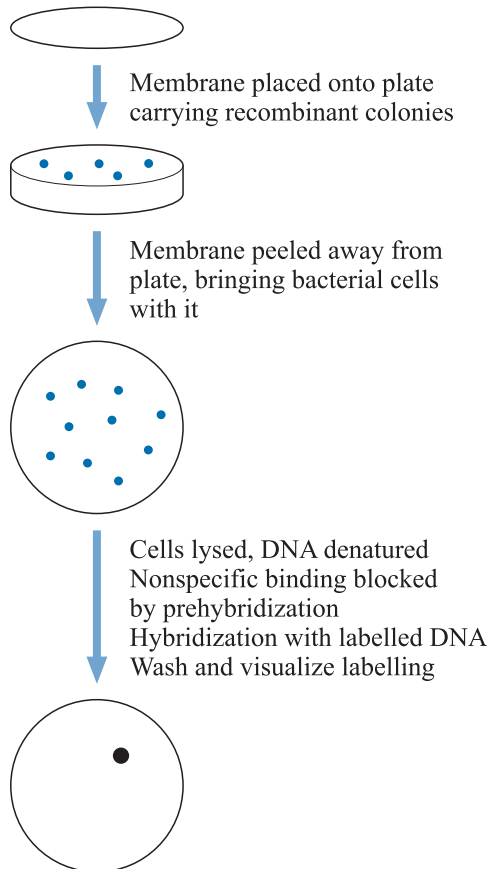 Membrane placed onto plate
carrying recombinant colonies
Membrane peeled away from
plate, bringing bacterial cells
with it
Cells lysed, DNA denatured
Nonspecific binding blocked
by prehybridization
Hybridization with labelled DNA
Wash and visualize labelling